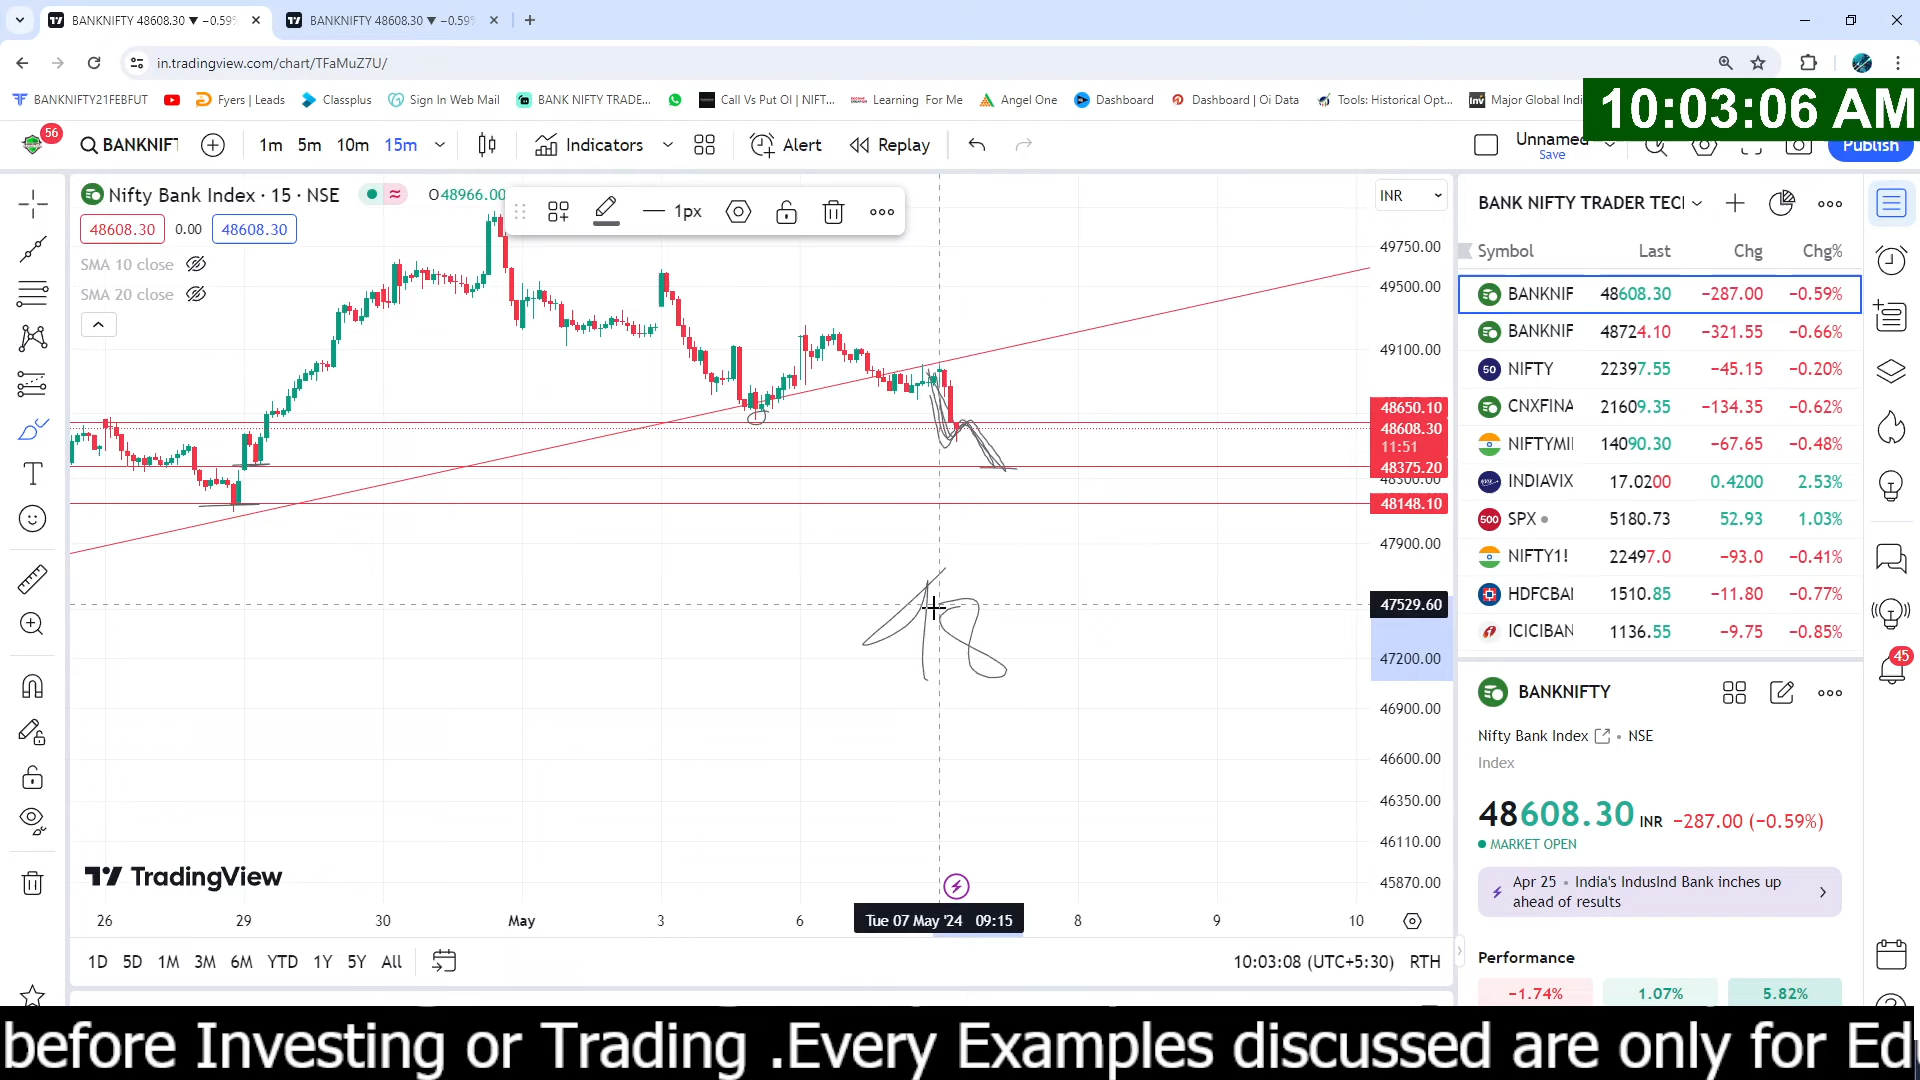 BANKNIFTY 48608.30 ▼ −0.59%
BANKNIFTY 48608.30 ▼ −0.59%
in.tradingview.com/chart/TFaMuZ7U/
BANKNIFTY21FEBFUT
Fyers | Leads
Classplus
Sign In Web Mail
BANK NIFTY TRADE...
Call Vs Put OI | NIFT...
Learning For Me
Angel One
Dashboard
Dashboard | Oi Data
Tools: Historical Opt...
Major Global Indi
10:03:06 AM
56
BANKNIFT
1m 5m 10m 15m
Indicators
Alert
Replay
Unnamed
Save
Publish
Nifty Bank Index · 15 · NSE
O48966.00
1px
INR
48608.30 0.00 48608.30
SMA 10 close
SMA 20 close
49750.00
49500.00
49100.00
48650.10
48608.30
11:51
48375.20
48300.00
48148.10
47900.00
47529.60
47200.00
46900.00
46600.00
46350.00
46110.00
45870.00
18
TradingView
26 29 30 May 3 6 Tue 07 May '24 09:15 8 9 10
1D 5D 1M 3M 6M YTD 1Y 5Y All
10:03:08 (UTC+5:30) RTH
BANK NIFTY TRADER TECI
Symbol Last Chg Chg%
BANKNIF 48608.30 −287.00 −0.59%
BANKNIF 48724.10 −321.55 −0.66%
50 NIFTY 22397.55 −45.15 −0.20%
CNXFINA 21609.35 −134.35 −0.62%
NIFTYMII 14090.30 −67.65 −0.48%
INDIAVIX 17.0200 0.4200 2.53%
500 SPX 5180.73 52.93 1.03%
NIFTY1! 22497.0 −93.0 −0.41%
HDFCBAI 1510.85 −11.80 −0.77%
ICICIBAN 1136.55 −9.75 −0.85%
45
BANKNIFTY
Nifty Bank Index • NSE
Index
48608.30 INR −287.00 (−0.59%)
MARKET OPEN
Apr 25 • India's IndusInd Bank inches up
ahead of results
Performance
−1.74% 1.07% 5.82%
before Investing or Trading .Every Examples discussed are only for Ed